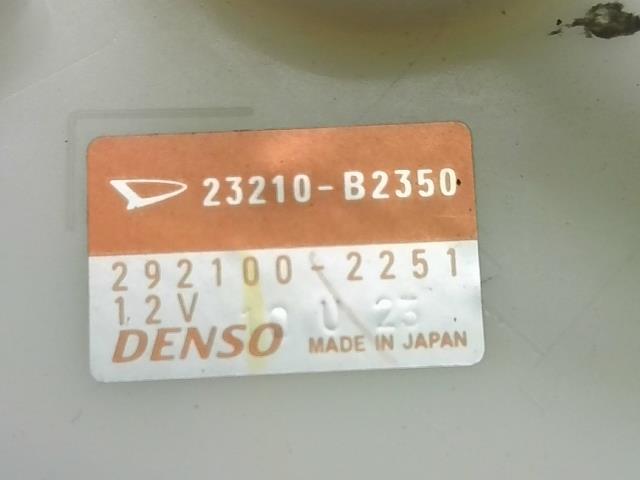 23210-B2350
292100-2251
12V
DENSO MADE IN JAPAN